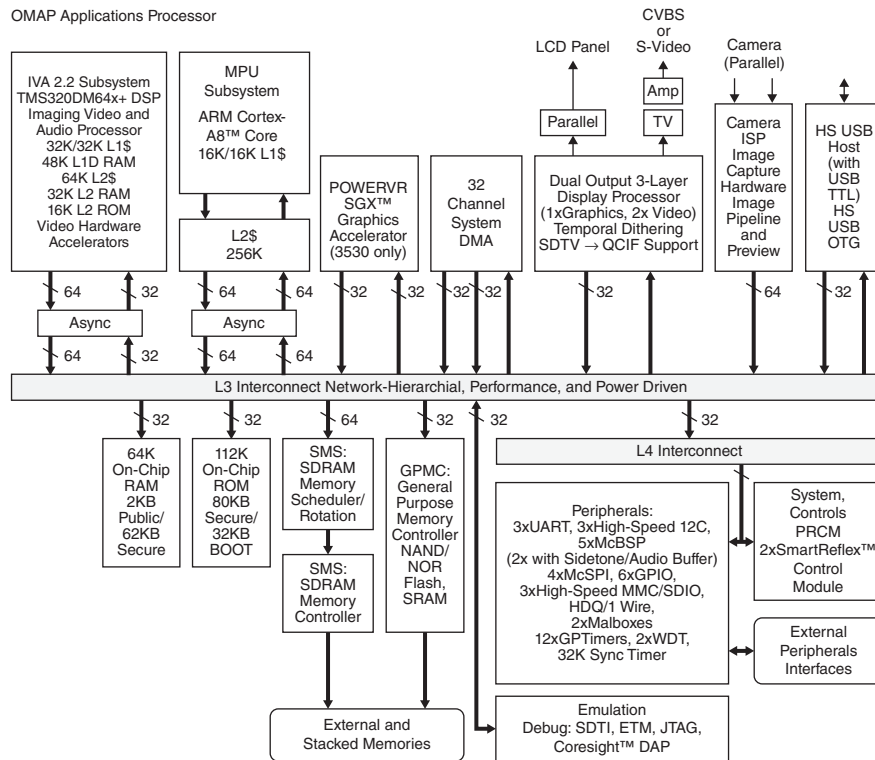 OMAP Applications Processor
CVBS
or
S-Video
LCD Panel
Camera
(Parallel)
Amp
Parallel
TV
IVA 2.2 Subsystem
TMS320DM64x+ DSP
Imaging Video and
Audio Processor
32K/32K L1$
48K L1D RAM
64K L2$
32K L2 RAM
16K L2 ROM
Video Hardware
Accelerators
MPU
Subsystem
ARM Cortex-
A8™ Core
16K/16K L1$
L2$
256K
POWERVR
SGX™
Graphics
Accelerator
(3530 only)
32
Channel
System
DMA
Dual Output 3-Layer
Display Processor
(1xGraphics, 2x Video)
Temporal Dithering
SDTV → QCIF Support
Camera
ISP
Image
Capture
Hardware
Image
Pipeline
and
Preview
HS USB
Host
(with
USB
TTL)
HS
USB
OTG
64
32
64
64
32
32
32
32
32
64
32
Async
Async
64
32
64
64
L3 Interconnect Network-Hierarchial, Performance, and Power Driven
32
32
64
32
32
32
64K
On-Chip
RAM
2KB
Public/
62KB
Secure
112K
On-Chip
ROM
80KB
Secure/
32KB
BOOT
SMS:
SDRAM
Memory
Scheduler/
Rotation
SMS:
SDRAM
Memory
Controller
GPMC:
General
Purpose
Memory
Controller
NAND/
NOR
Flash,
SRAM
L4 Interconnect
Peripherals:
3xUART, 3xHigh-Speed 12C,
5xMcBSP
(2x with Sidetone/Audio Buffer)
4xMcSPI, 6xGPIO,
3xHigh-Speed MMC/SDIO,
HDQ/1 Wire,
2xMalboxes
12xGPTimers, 2xWDT,
32K Sync Timer
System,
Controls
PRCM
2xSmartReflex™
Control
Module
External
Peripherals
Interfaces
External and
Stacked Memories
Emulation
Debug: SDTI, ETM, JTAG,
Coresight™ DAP